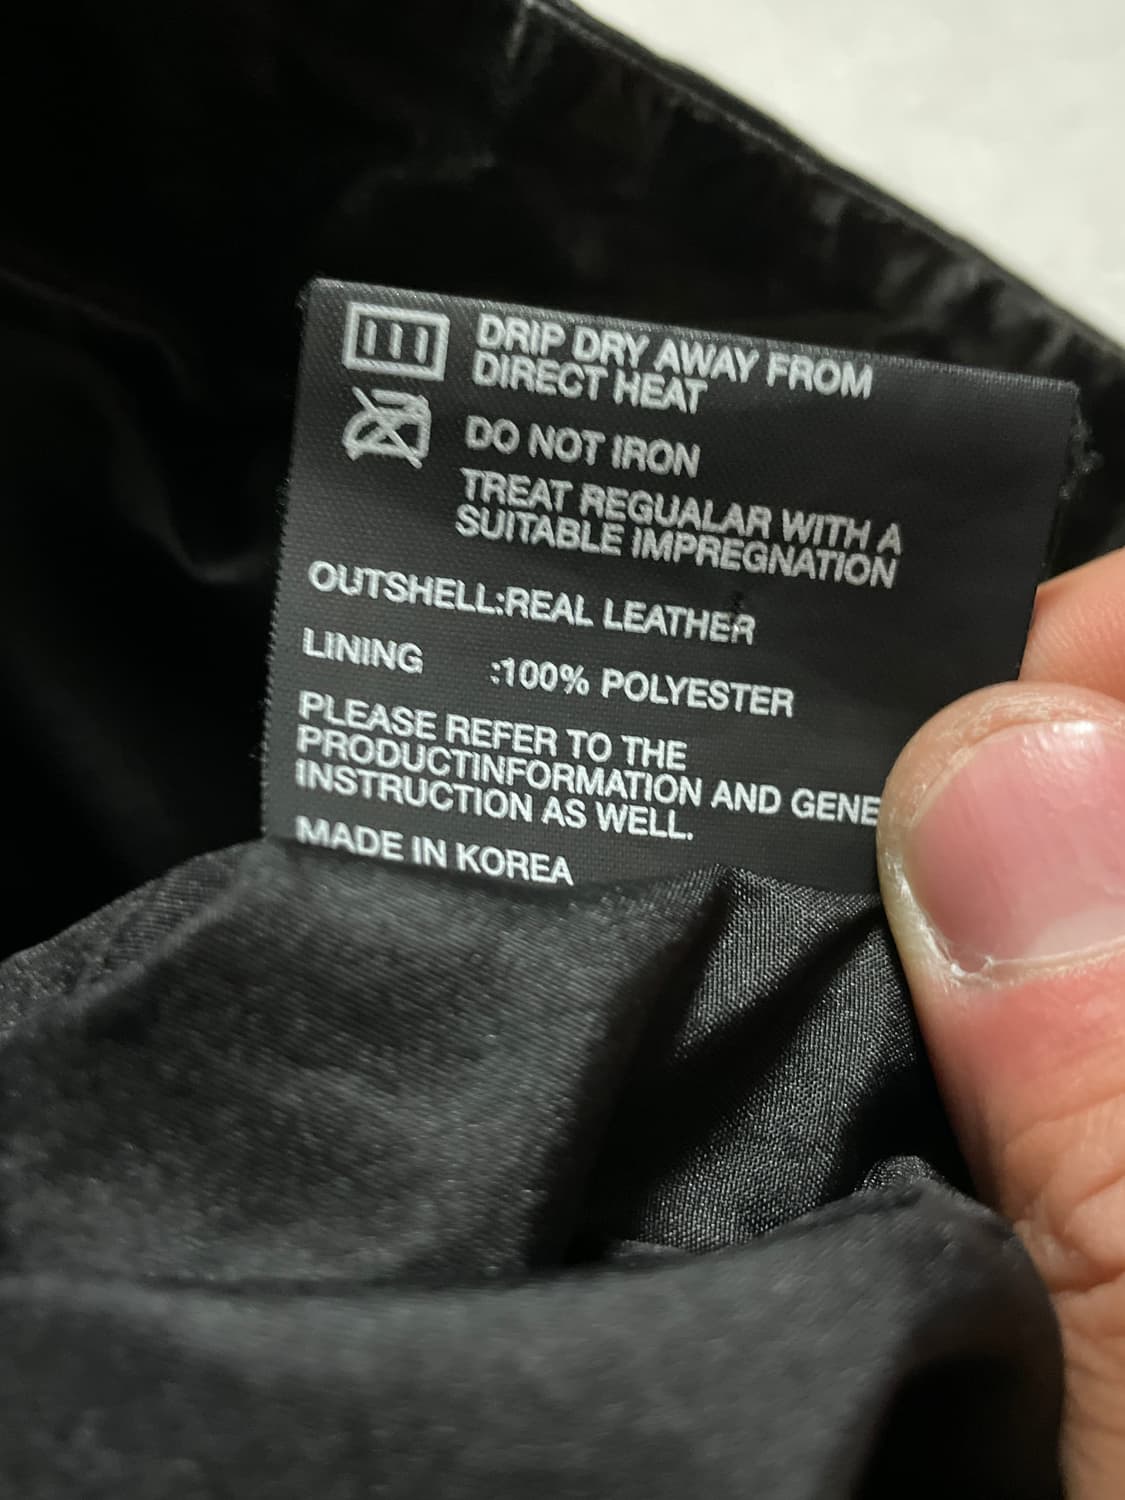 DRIP DRY AWAY FROM
DIRECT HEAT
DO NOT IRON
TREAT REGUALAR WITH A
SUITABLE IMPREGNATION
OUTSHELL:REAL LEATHER
LINING :100% POLYESTER
PLEASE REFER TO THE
PRODUCTINFORMATION AND GENE
INSTRUCTION AS WELL.
MADE IN KOREA